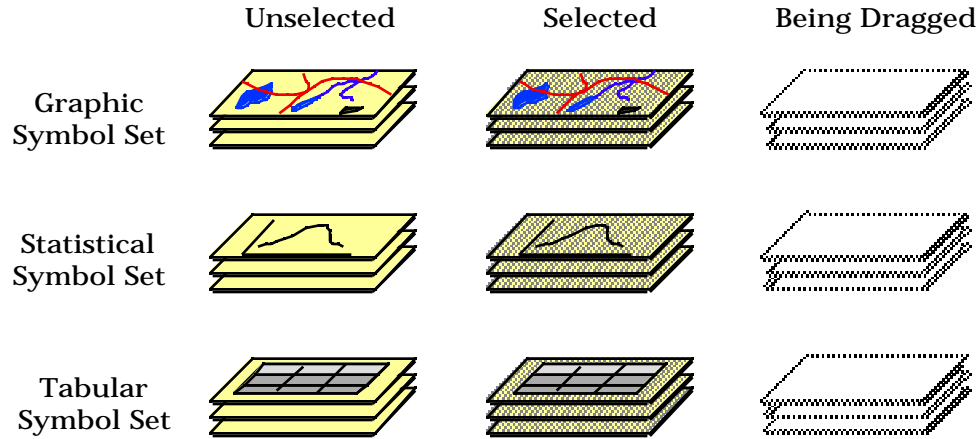 Unselected
Selected
Being Dragged
Graphic
Symbol Set
Statistical
Symbol Set
Tabular
Symbol Set